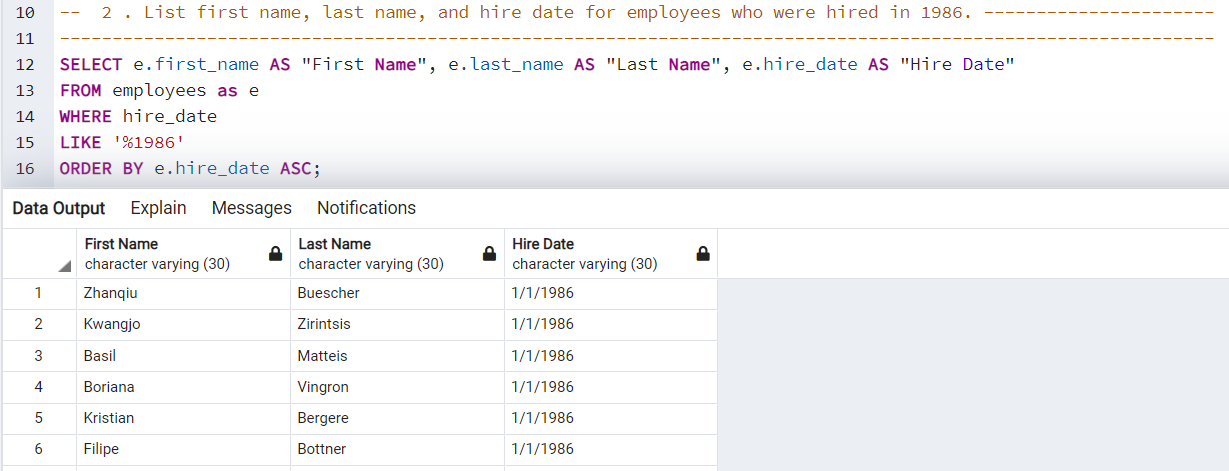 10 -- 2 . List first name, last name, and hire date for employees who were hired in 1986. ----------------------
11 --------------------------------------------------------------------------------------------------------------
12 SELECT e.first_name AS "First Name", e.last_name AS "Last Name", e.hire_date AS "Hire Date"
13 FROM employees as e
14 WHERE hire_date
15 LIKE '%1986'
16 ORDER BY e.hire_date ASC;
Data Output Explain Messages Notifications
First Name Last Name Hire Date
character varying (30) character varying (30) character varying (30)
1 Zhanqiu Buescher 1/1/1986
2 Kwangjo Zirintsis 1/1/1986
3 Basil Matteis 1/1/1986
4 Boriana Vingron 1/1/1986
5 Kristian Bergere 1/1/1986
6 Filipe Bottner 1/1/1986